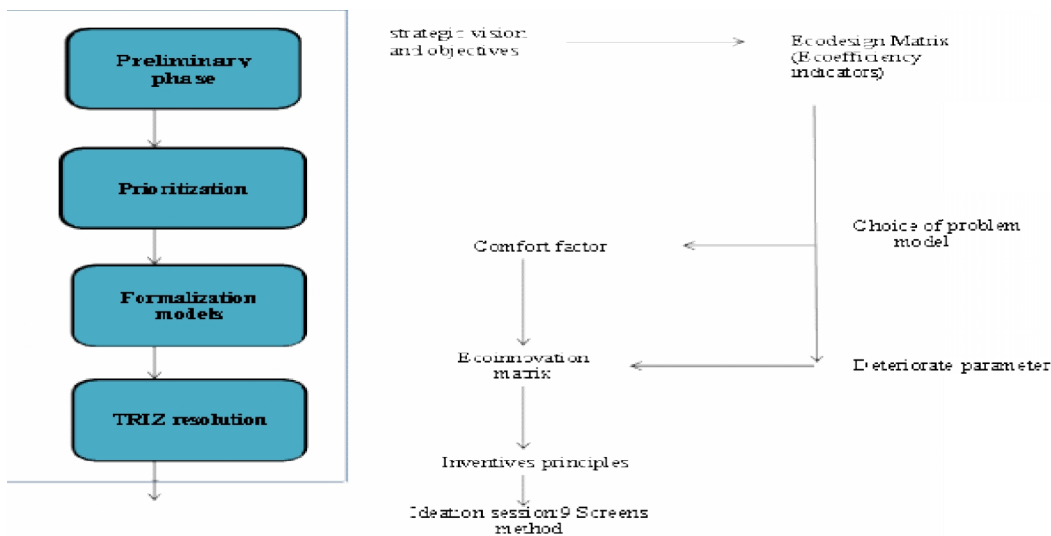 Preliminary
phase
Prioritization
Formalization
models
TRIZ resolution
strategic vision
and objectives
Ecodesign Matrix
(Ecoefficiency
indicators)
Choice of problem
model
Comfort factor
Ecoinnovation
matrix
Deteriorate parameter
Inventives principles
Ideation session:9 Screens
method